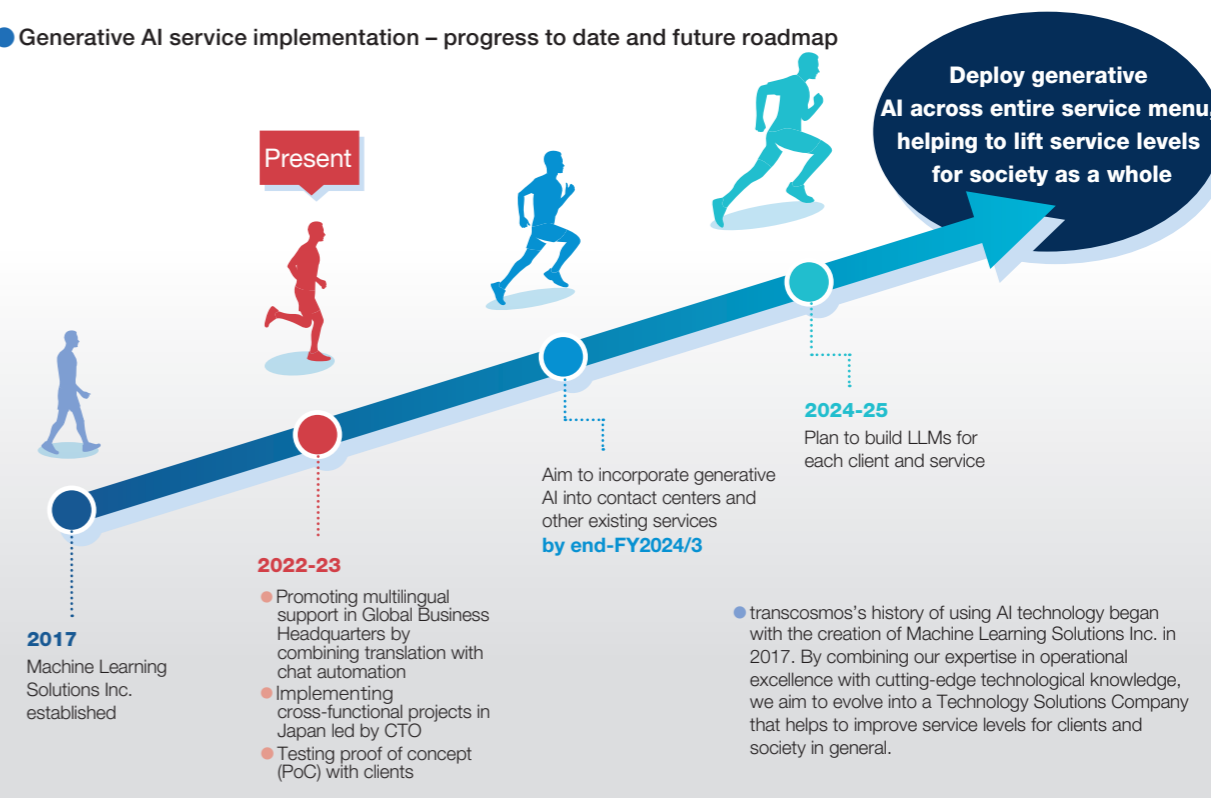 Generative AI service implementation – progress to date and future roadmap
Deploy generative
AI across entire service menu,
helping to lift service levels
for society as a whole
Present
2017
Machine Learning
Solutions Inc.
established
2022-23
Promoting multilingual
support in Global Business
Headquarters by
combining translation with
chat automation
Implementing
cross-functional projects in
Japan led by CTO
Testing proof of concept
(PoC) with clients
Aim to incorporate generative
AI into contact centers and
other existing services
by end-FY2024/3
2024-25
Plan to build LLMs for
each client and service
transcosmos's history of using AI technology began
with the creation of Machine Learning Solutions Inc. in
2017. By combining our expertise in operational
excellence with cutting-edge technological knowledge,
we aim to evolve into a Technology Solutions Company
that helps to improve service levels for clients and
society in general.